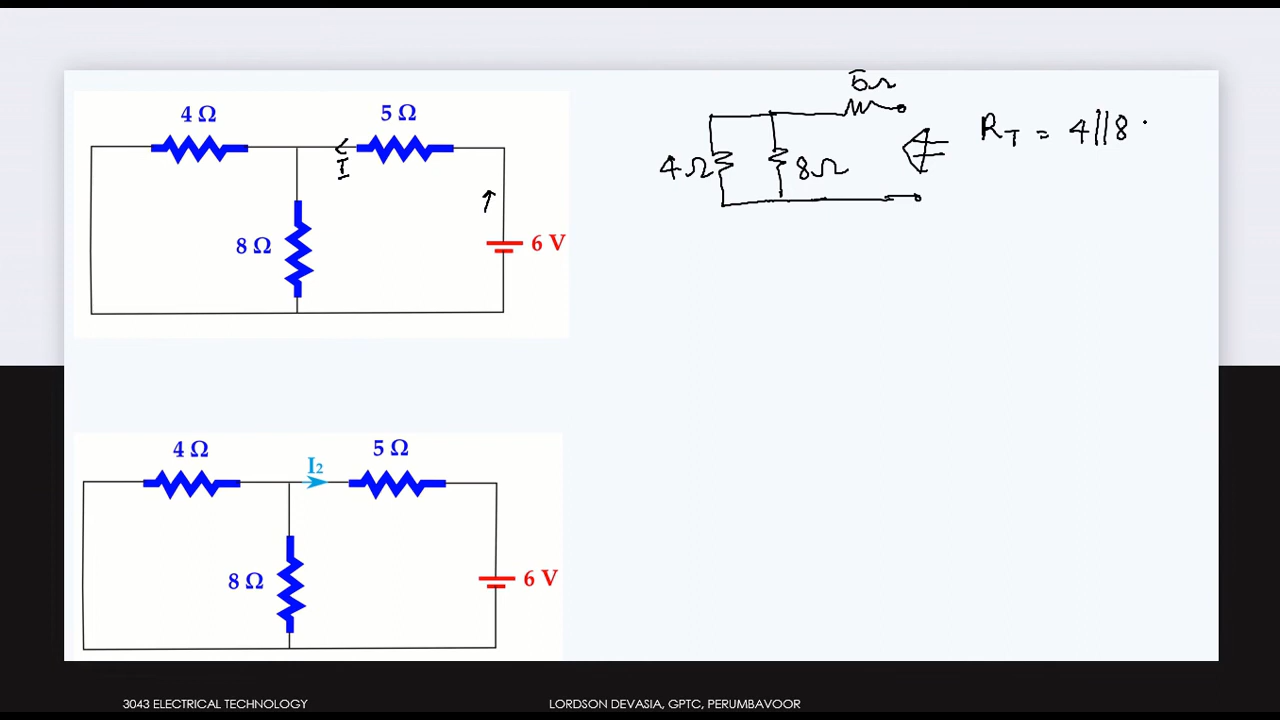 4 Ω
5 Ω
I
8 Ω
6 V
5Ω
4Ω
8Ω
R_T = 4||8
4 Ω
I₂
5 Ω
8 Ω
6 V
3043 ELECTRICAL TECHNOLOGY
LORDSON DEVASIA, GPTC, PERUMBAVOOR